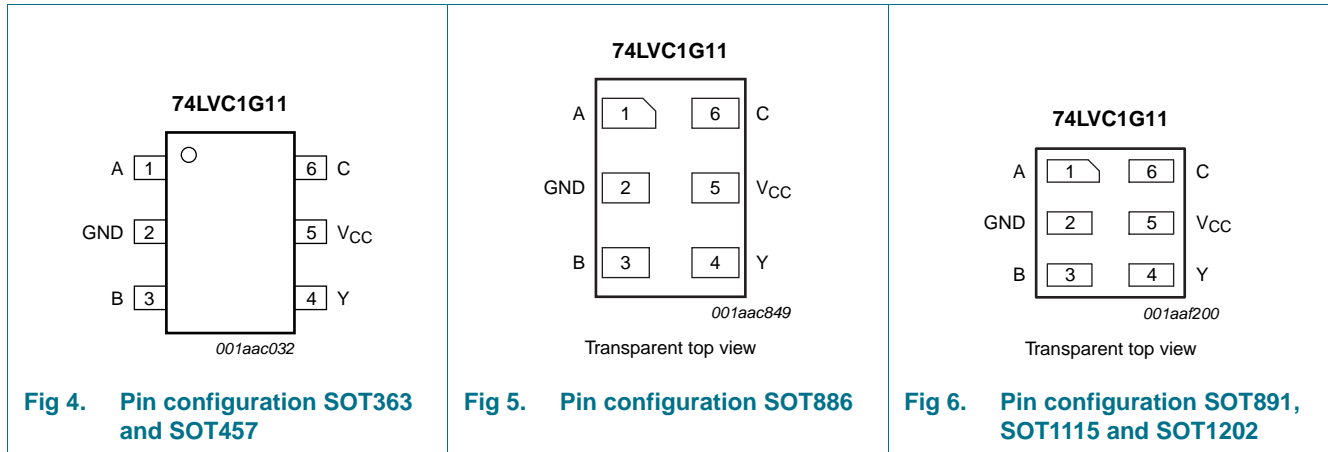 74LVC1G11
A 1 6 C
GND 2 5 VCC
B 3 4 Y
001aac032
Fig 4. Pin configuration SOT363
and SOT457
74LVC1G11
A 1 6 C
GND 2 5 VCC
B 3 4 Y
001aac849
Transparent top view
Fig 5. Pin configuration SOT886
74LVC1G11
A 1 6 C
GND 2 5 VCC
B 3 4 Y
001aaf200
Transparent top view
Fig 6. Pin configuration SOT891,
SOT1115 and SOT1202